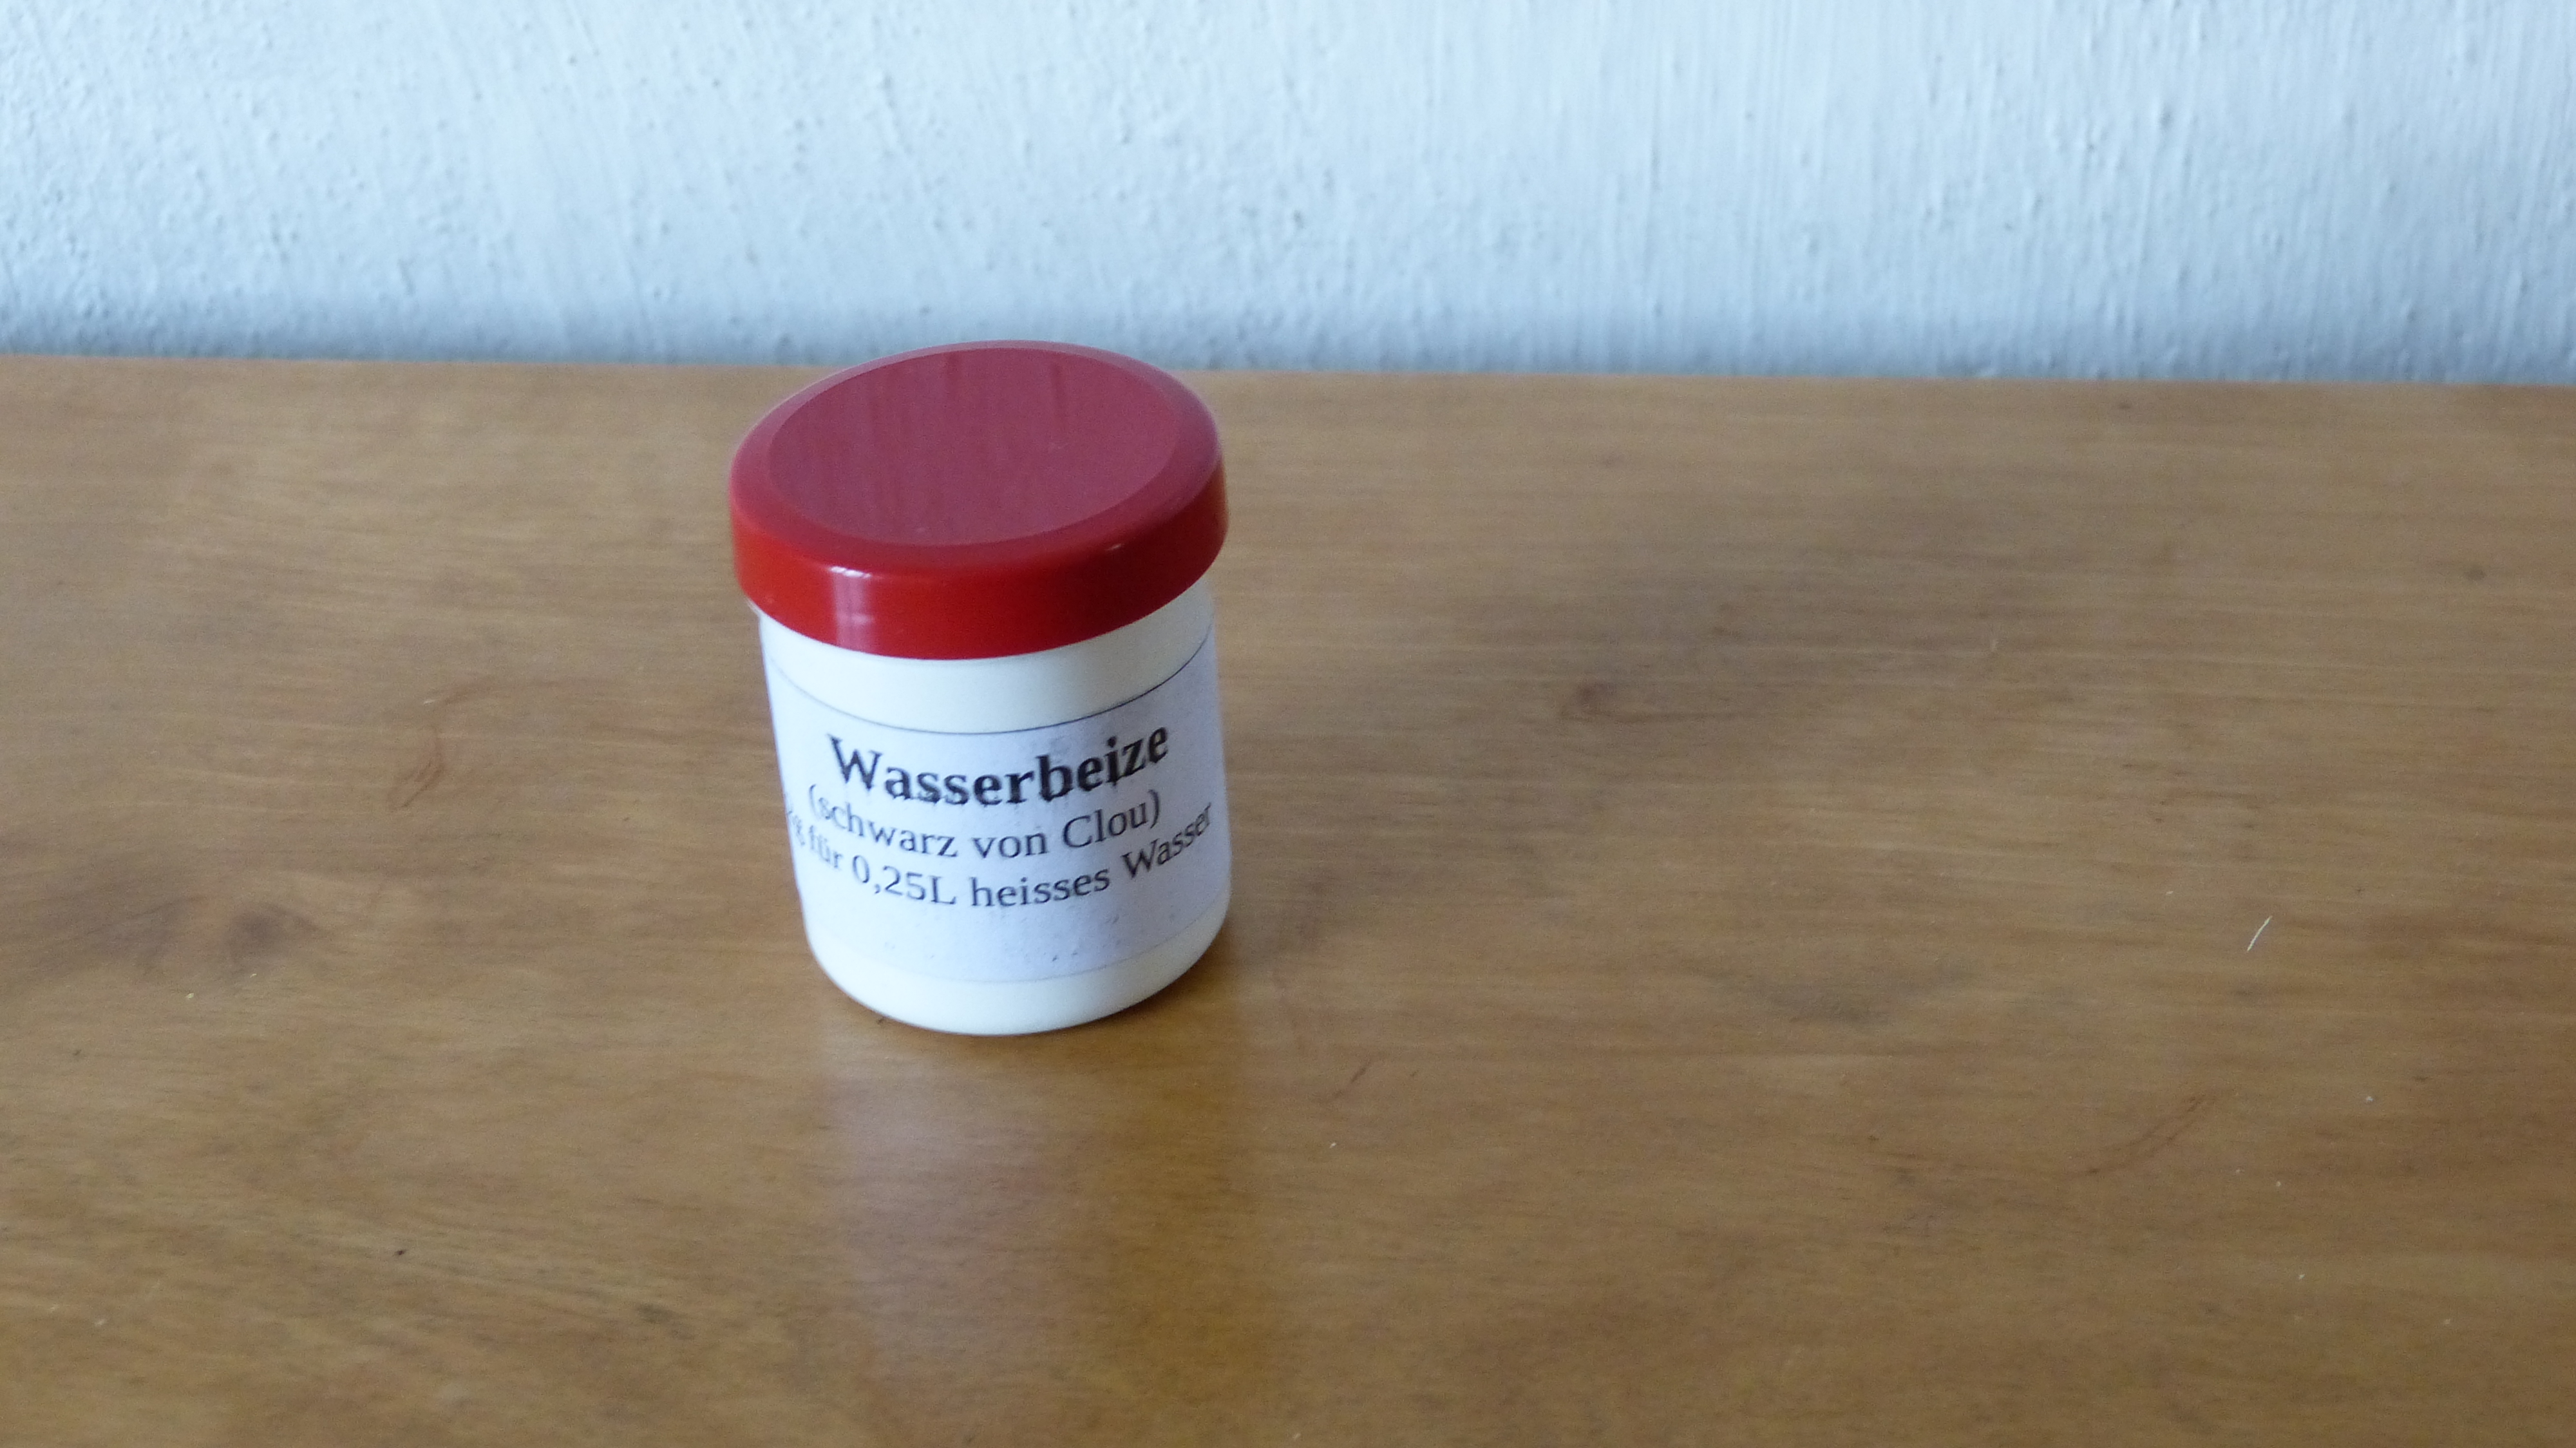 Wasserbeize
(schwarz von Clou)
für 0,25L heisses Wasser